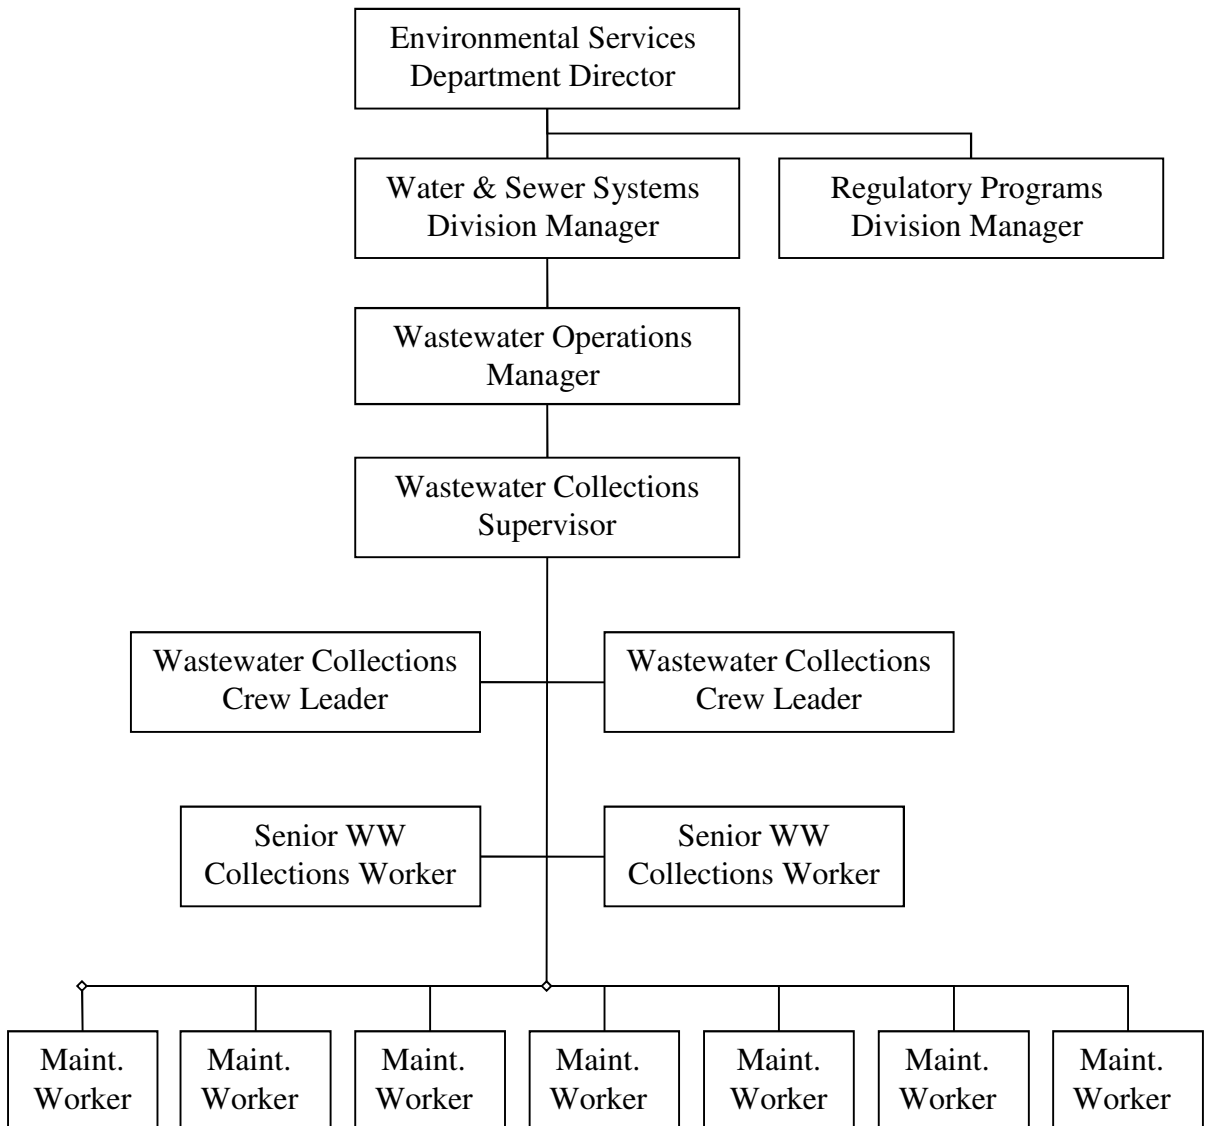 Environmental Services
Department Director
Water & Sewer Systems
Division Manager
Regulatory Programs
Division Manager
Wastewater Operations
Manager
Wastewater Collections
Supervisor
Wastewater Collections
Crew Leader
Wastewater Collections
Crew Leader
Senior WW
Collections Worker
Senior WW
Collections Worker
Maint.
Worker
Maint.
Worker
Maint.
Worker
Maint.
Worker
Maint.
Worker
Maint.
Worker
Maint.
Worker